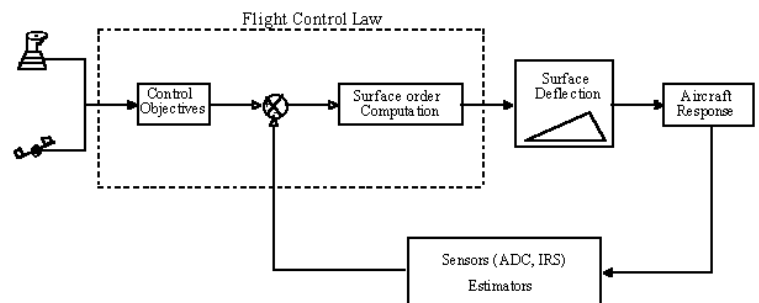 Flight Control Law
Control
Objectives
Surface order
Computation
Surface
Deflection
Aircraft
Response
Sensors (ADC, IRS)
Estimators